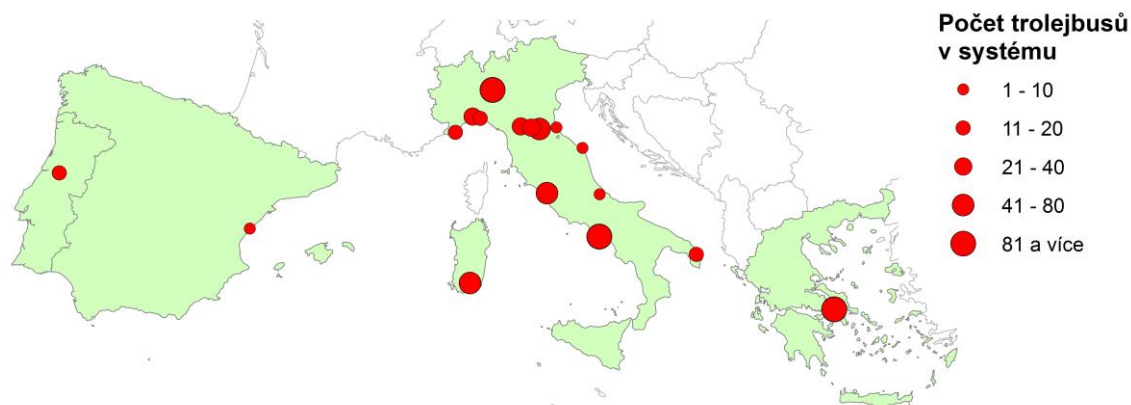 Počet trolejbusů
v systému
1 - 10
11 - 20
21 - 40
41 - 80
81 a více